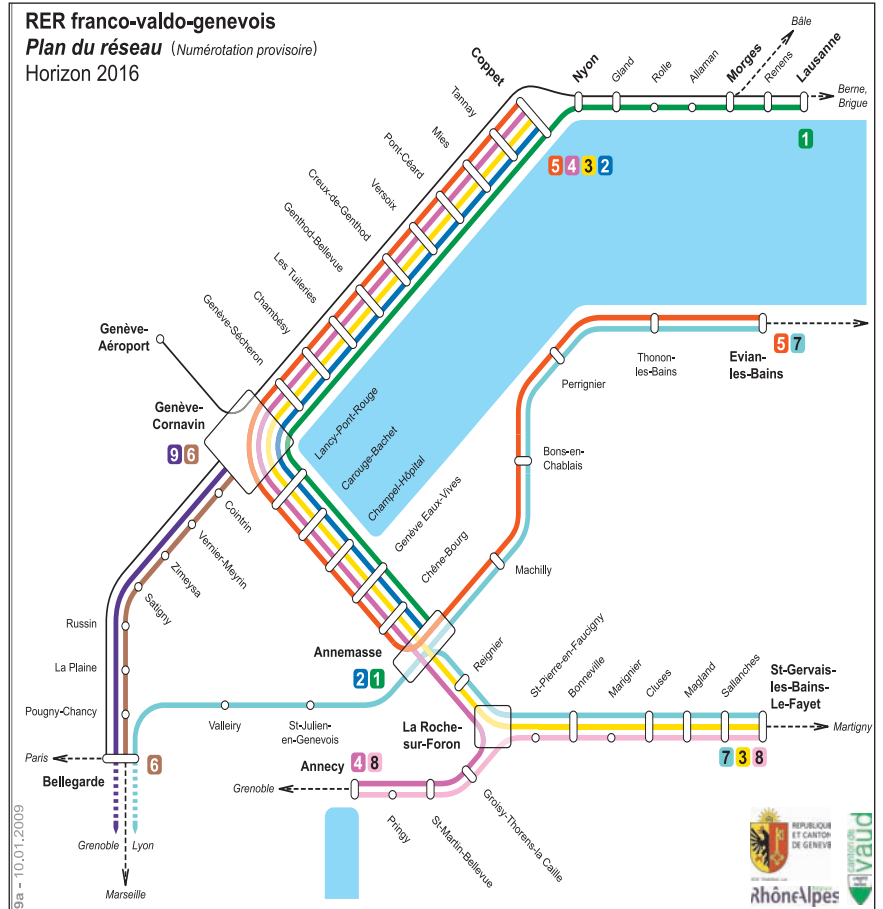 RER franco-valdo-genevois
Plan du réseau (Numérotation provisoire)
Horizon 2016
Bâle
Coppet
Nyon
Gland
Rolle
Allaman
Morges
Renens
Lausanne
Berne,
Brigue
Tannay
Mies
Pont-Céard
Versoix
Creux-de-Genthod
Genthod-Bellevue
Les Tuileries
Chambésy
Genève-Sécheron
1
5 4 3 2
Genève-
Aéroport
Genève-
Cornavin
9 6
Evian-
les-Bains
5 7
Thonon-
les-Bains
Perrignier
Bons-en-
Chablais
Machilly
Lancy-Pont-Rouge
Carouge-Bachet
Champel-Hôpital
Genève Eaux-Vives
Chêne-Bourg
Cointrin
Vernier-Meyrin
Zimeysa
Satigny
Russin
La Plaine
Pougny-Chancy
Paris
Bellegarde
6
Grenoble
Lyon
Marseille
Annemasse
2 1
Valleiry
St-Julien-
en-Genevois
Reignier
La Roche-
sur-Foron
St-Pierre-en-Faucigny
Bonneville
Marignier
Cluses
Magland
Sallanches
St-Gervais-
les-Bains-
Le-Fayet
Martigny
7 3 8
Annecy
4 8
Grenoble
Pringy
St-Martin-Bellevue
Groisy-Thorens-la Caille
9a - 10.01.2009
REPUBLIQUE
ET CANTON
DE GENEVE
RhôneAlpes
canton de
vaud